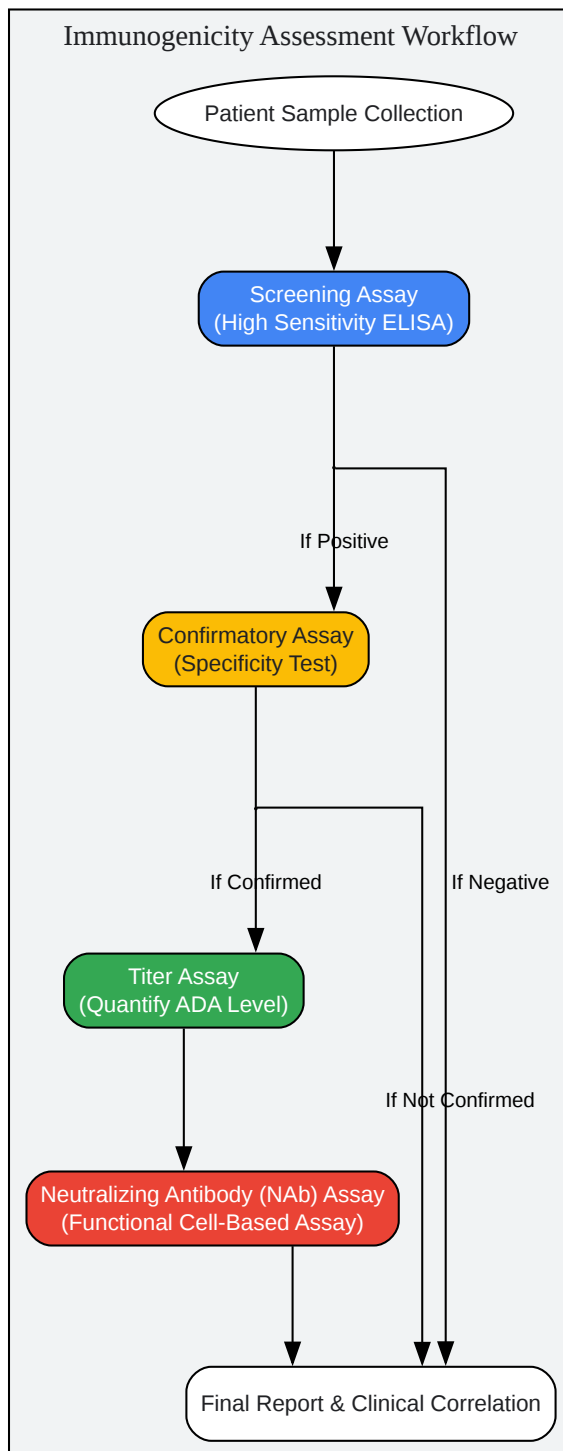 Immunogenicity Assessment Workflow
Patient Sample Collection
Screening Assay
(High Sensitivity ELISA)
If Positive
Confirmatory Assay
(Specificity Test)
If Confirmed
If Negative
Titer Assay
(Quantify ADA Level)
If Not Confirmed
Neutralizing Antibody (NAb) Assay
(Functional Cell-Based Assay)
Final Report & Clinical Correlation